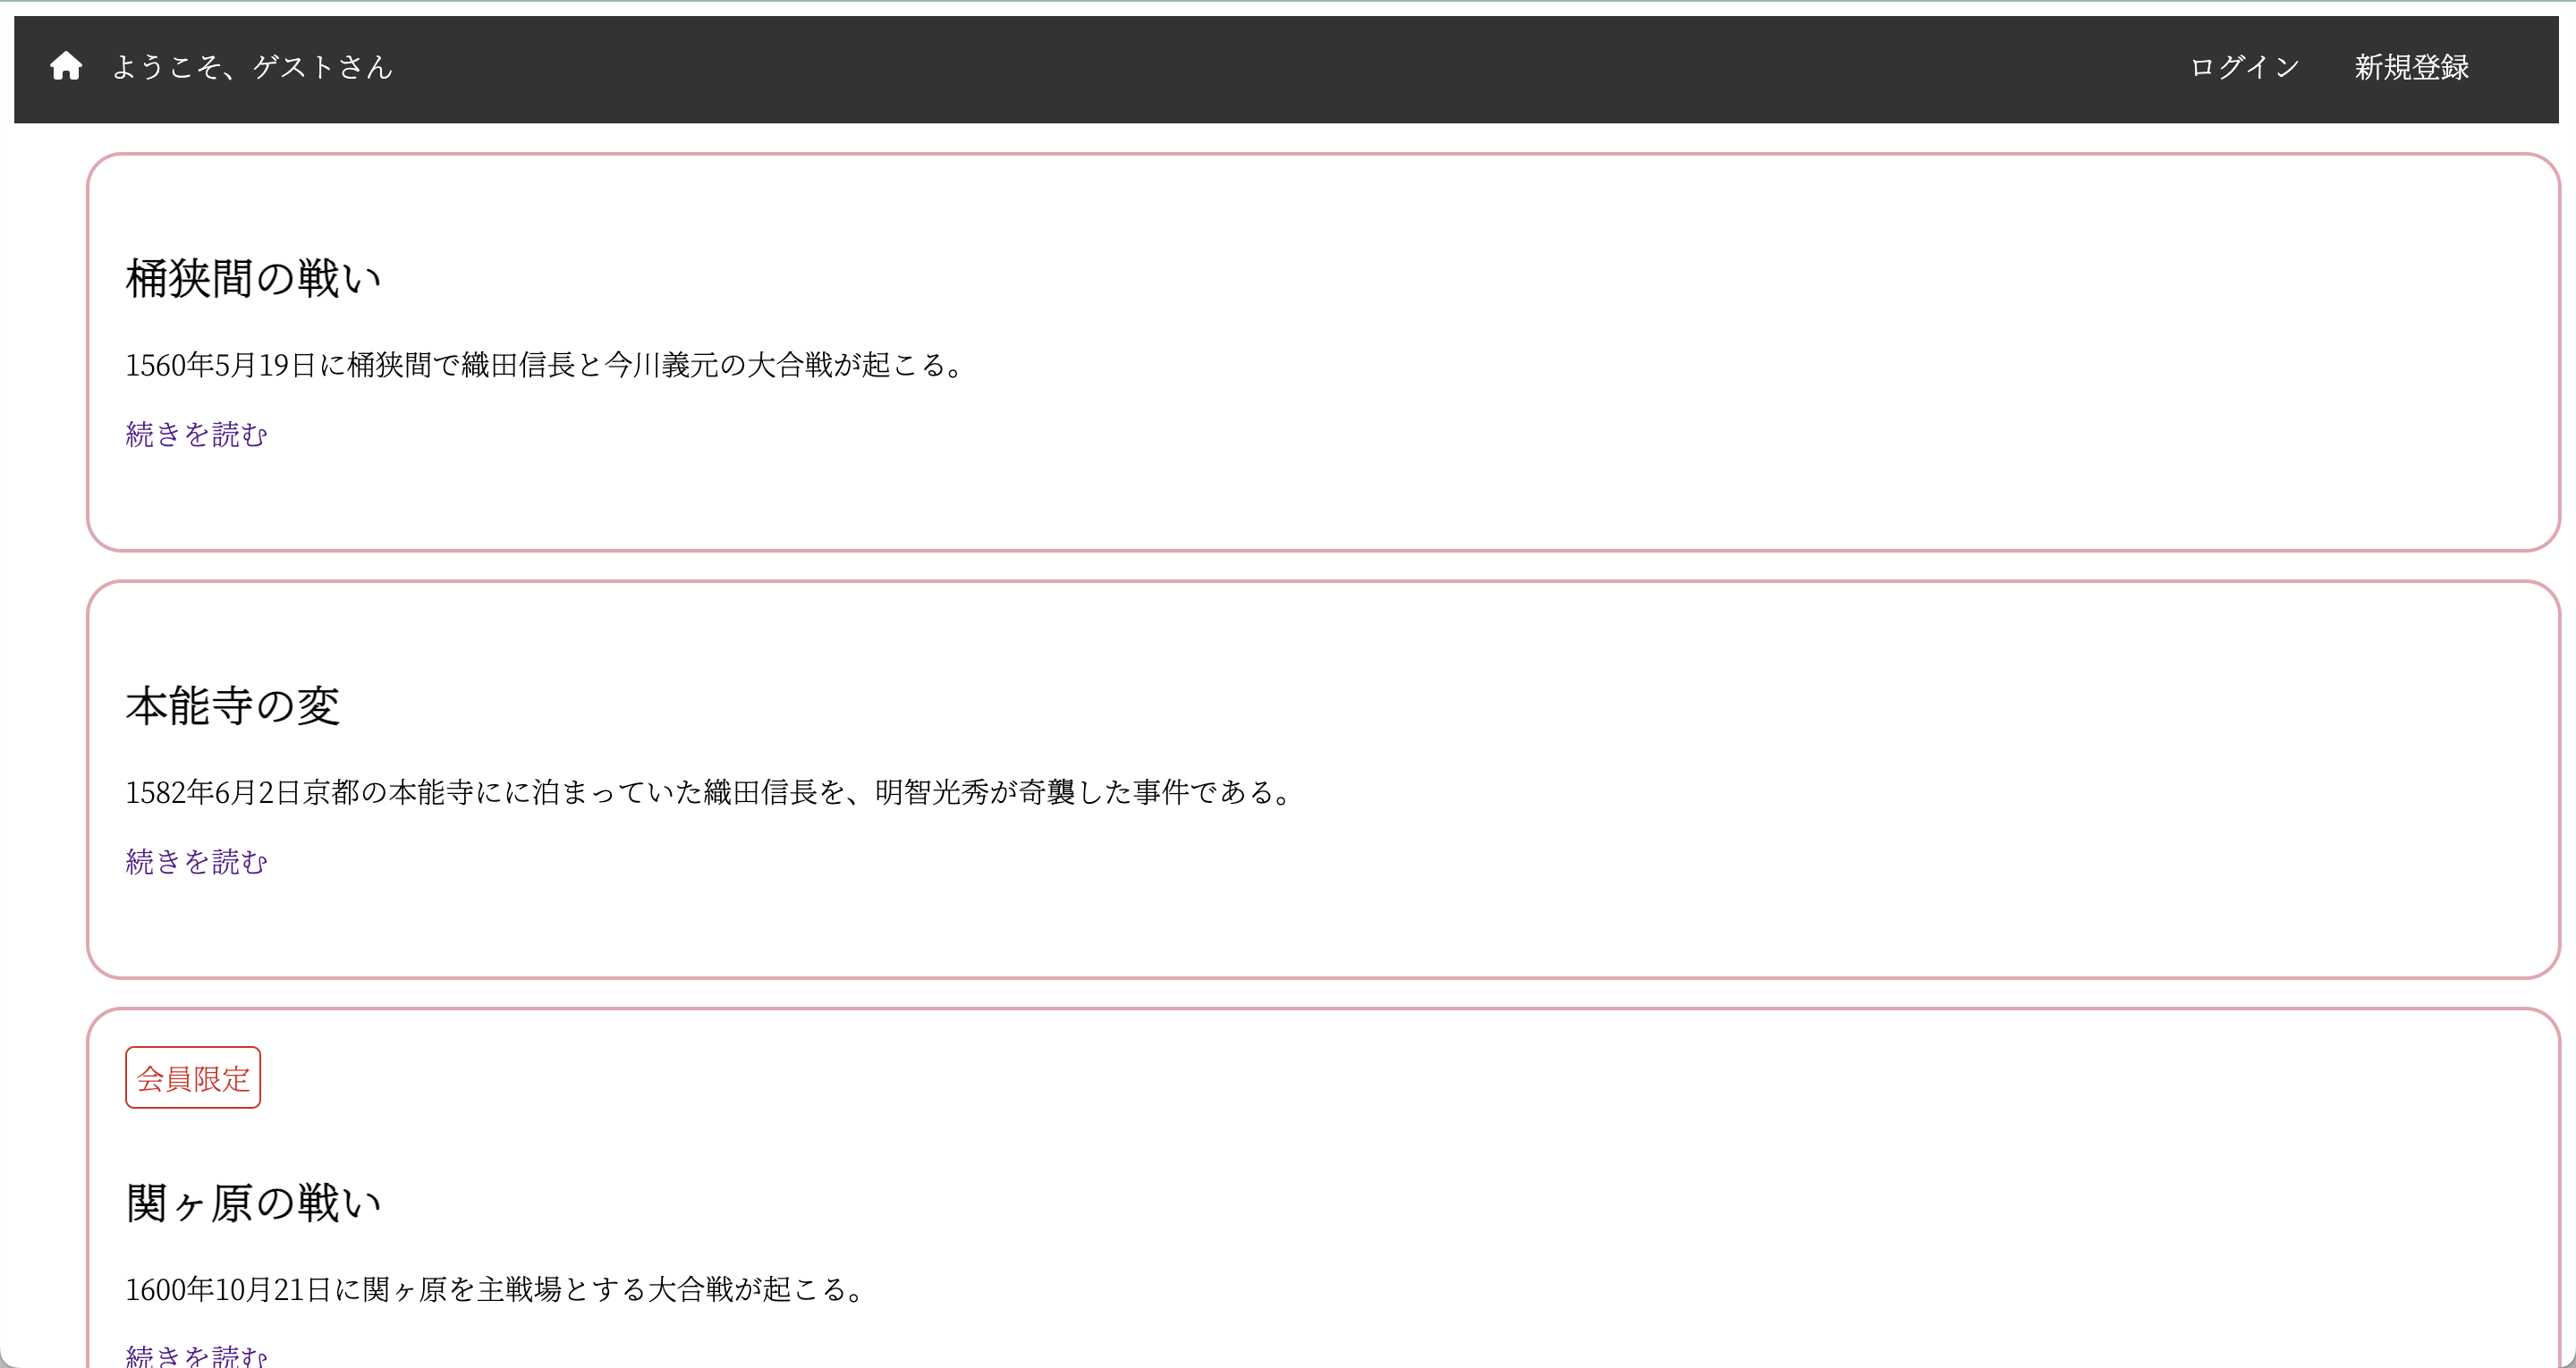 ようこそ、ゲストさん ログイン 新規登録
桶狭間の戦い
1560年5月19日に桶狭間で織田信長と今川義元の大合戦が起こる。
続きを読む
本能寺の変
1582年6月2日京都の本能寺にに泊まっていた織田信長を、明智光秀が奇襲した事件である。
続きを読む
会員限定
関ヶ原の戦い
1600年10月21日に関ヶ原を主戦場とする大合戦が起こる。
続きを読む